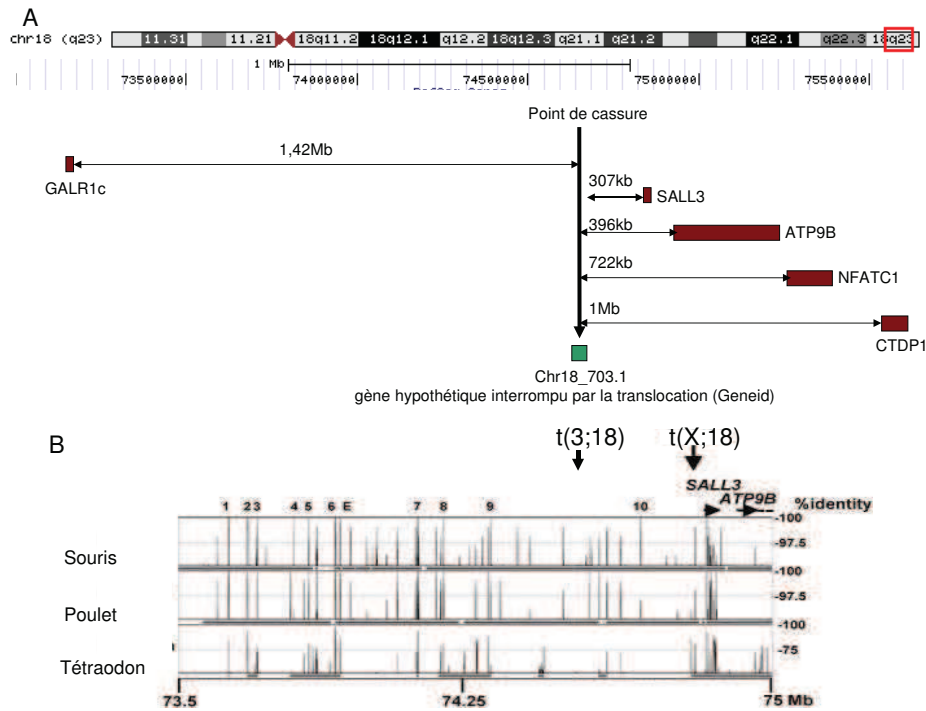 A
chr18 (q23) 11.31 11.21 18q11.2 18q12.1 q12.2 18q12.3 q21.1 q21.2 q22.1 q22.3 18q23
1 Mb
73500000 74000000 74500000 75000000 75500000
Point de cassure
1,42Mb
GALR1c
307kb
SALL3
396kb
ATP9B
722kb
NFATC1
1Mb
CTDP1
Chr18_703.1
gène hypothétique interrompu par la translocation (Geneid)
B
t(3;18) t(X;18)
SALL3
ATP9B
1 2 3 4 5 6 E 7 8 9 10 %identity
-100
Souris -97.5
-100
Poulet -97.5
-100
Tétraodon -75
73.5 74.25 75 Mb